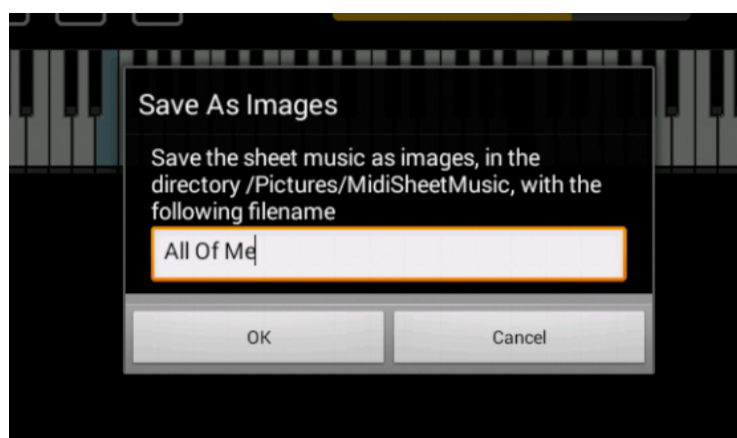 Save As Images
Save the sheet music as images, in the
directory /Pictures/MidiSheetMusic, with the
following filename
All Of Me
OK
Cancel